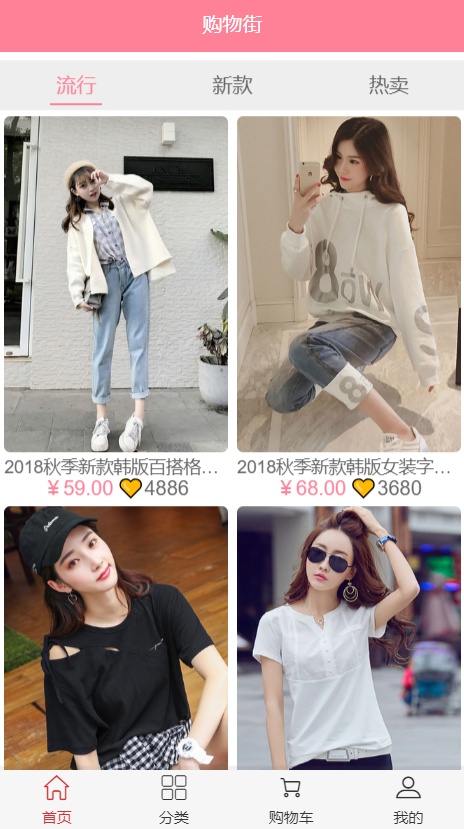 购物街
流行
新款
热卖
2018秋季新款韩版百搭格...
2018秋季新款韩版女装字...
￥59.00 4886
￥68.00 3680
首页
分类
购物车
我的